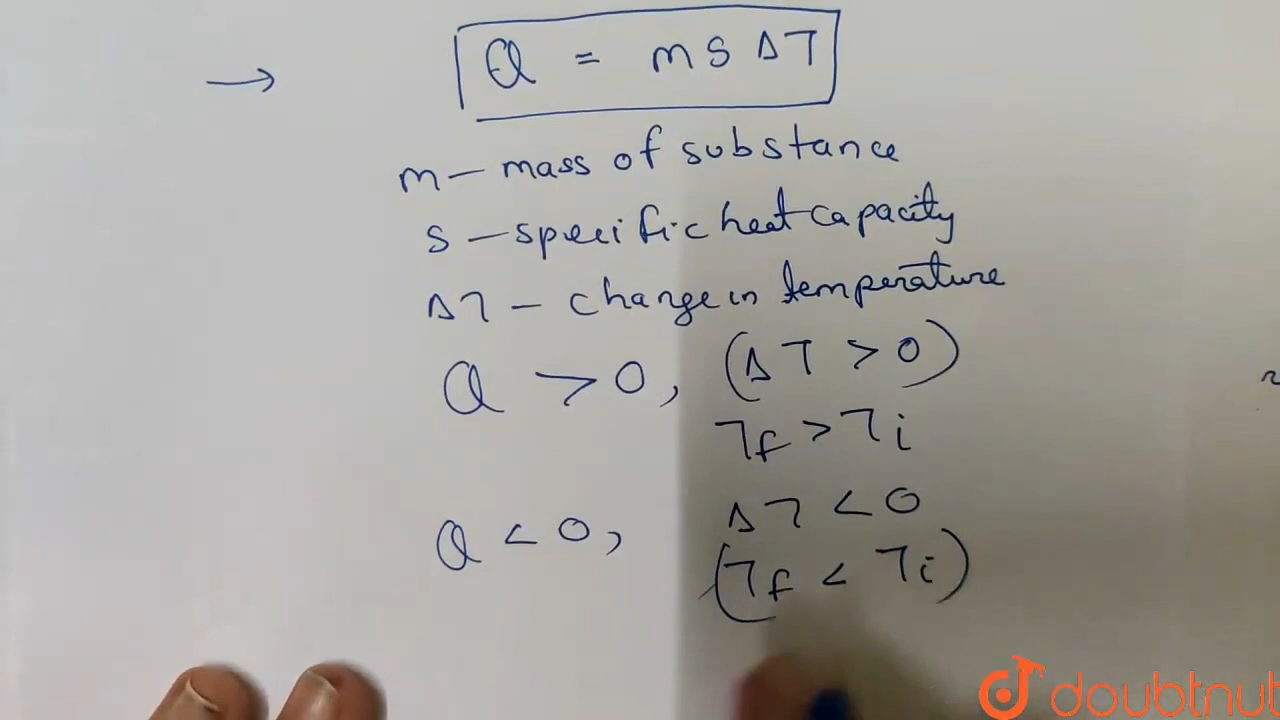 → Q = m s ΔT
m – mass of substance
s – specific heat capacity
ΔT – change in temperature
Q > 0, (ΔT > 0)
Tf > Ti
Q < 0, ΔT < 0
(Tf < Ti)
doubtnut